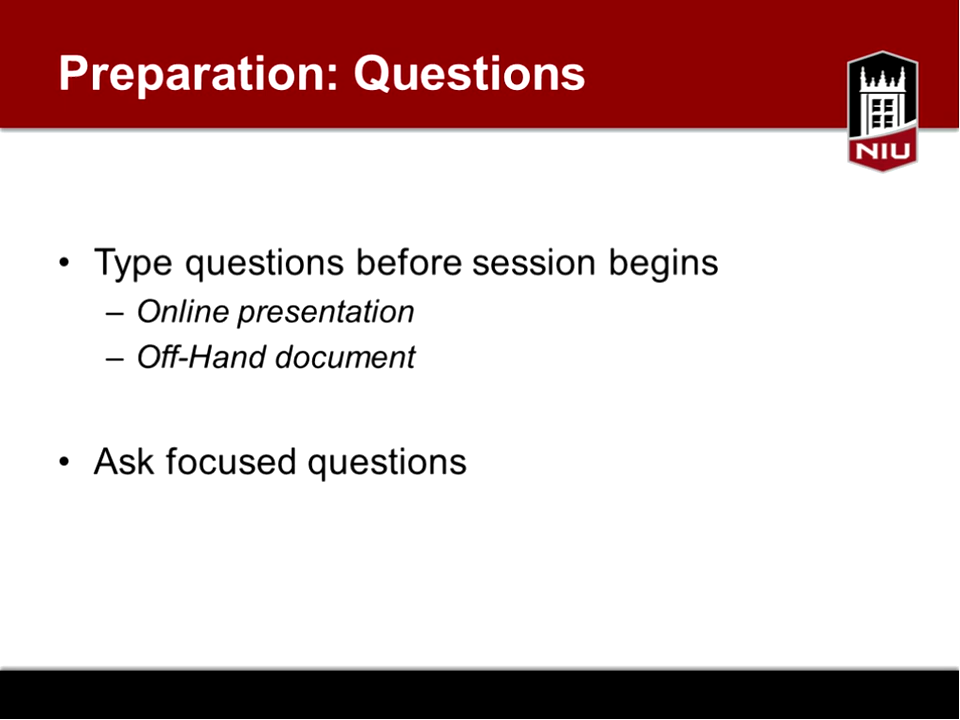 Preparation: Questions
NIU
• Type questions before session begins
– Online presentation
– Off-Hand document
• Ask focused questions